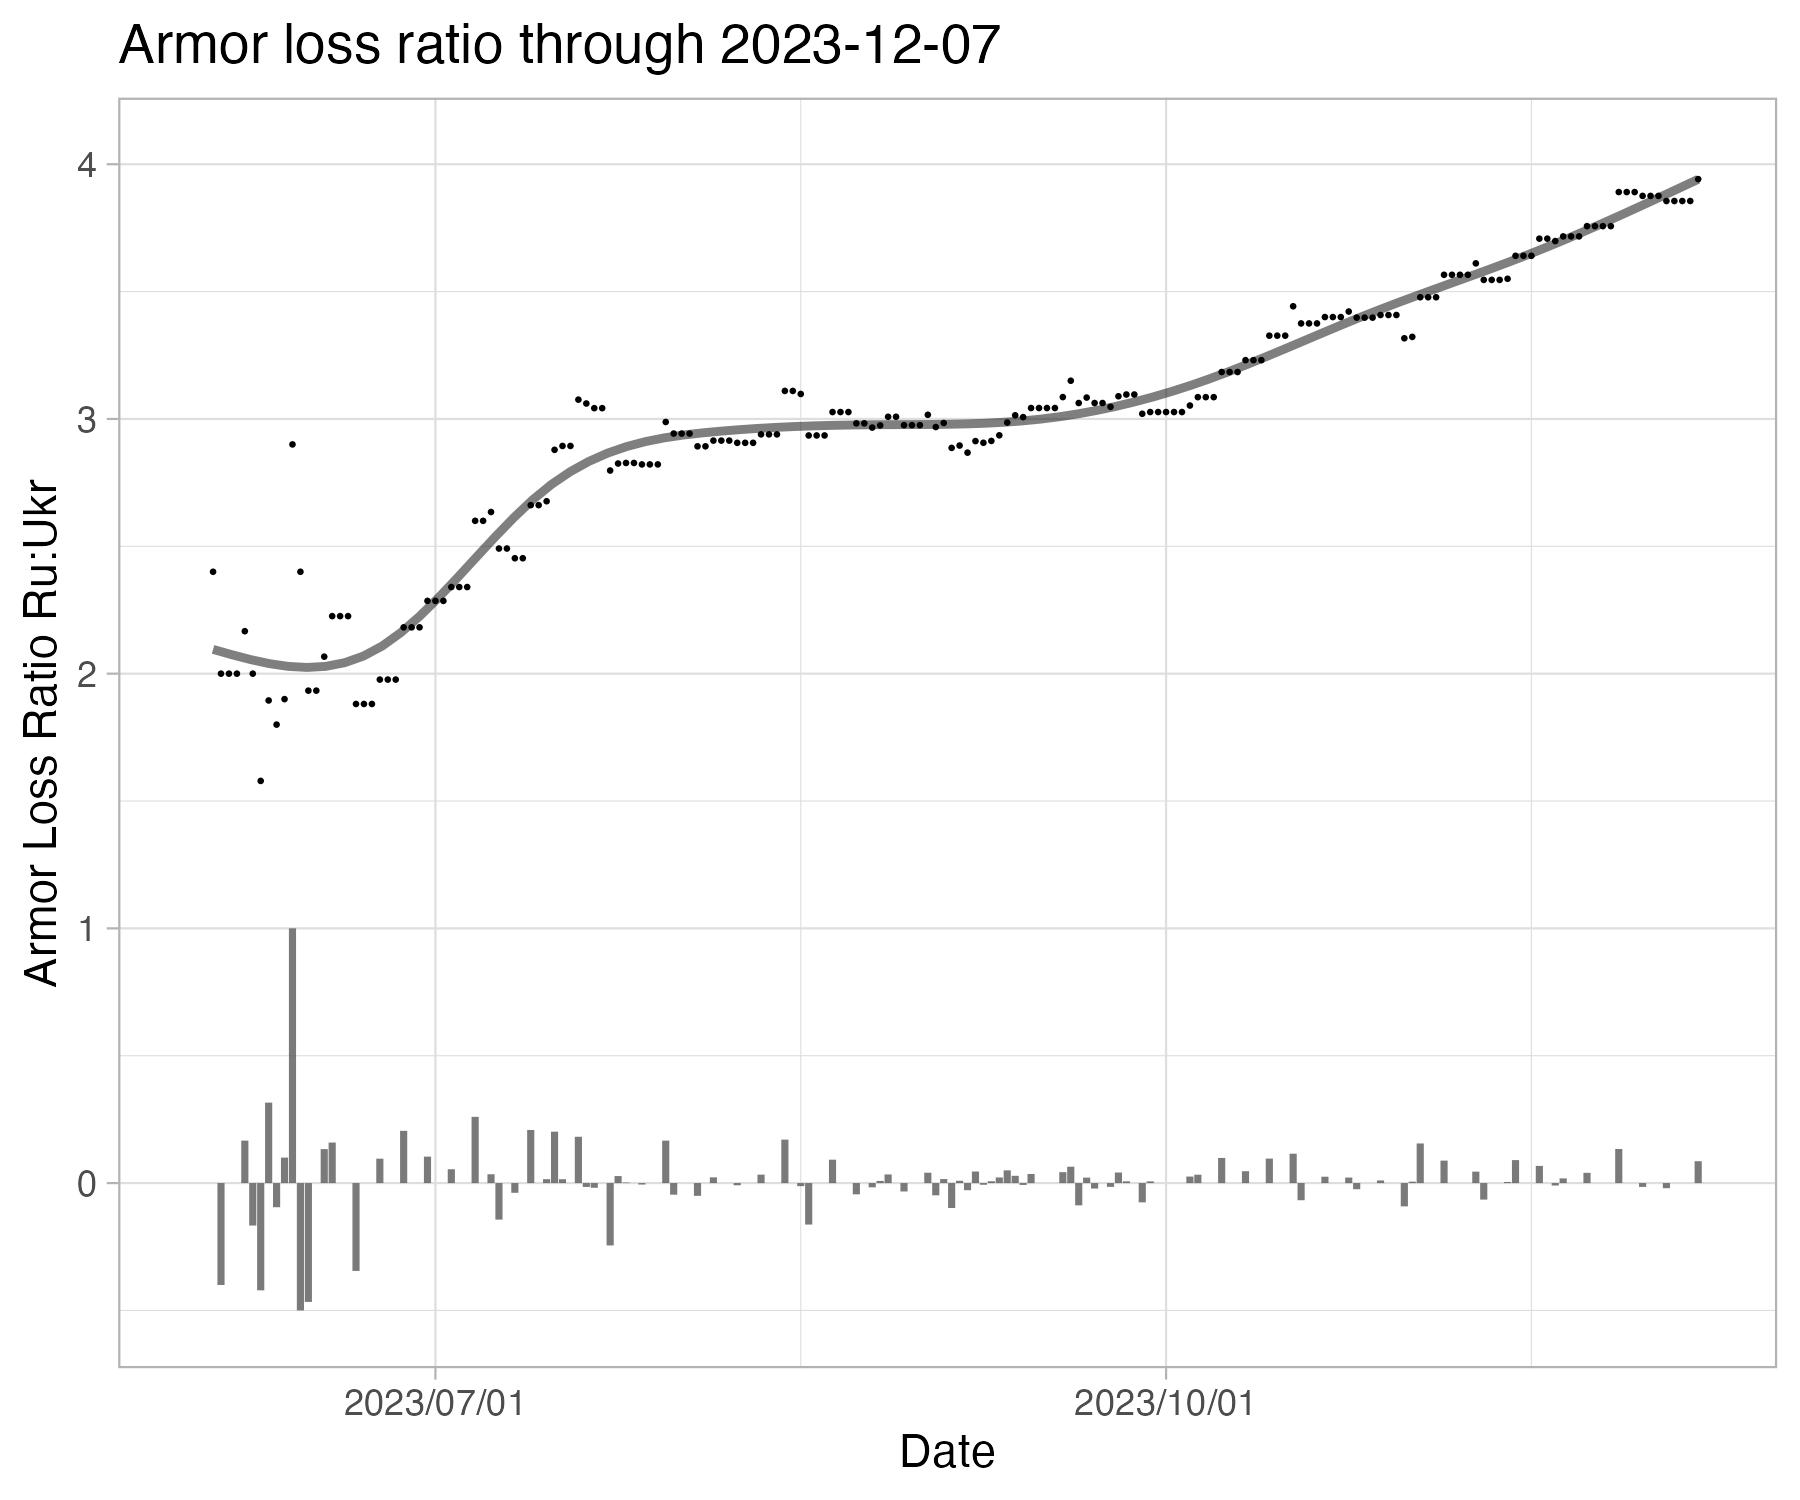 Armor loss ratio through 2023-12-07
Armor Loss Ratio Ru:Ukr
4
3
2
1
0
2023/07/01
2023/10/01
Date